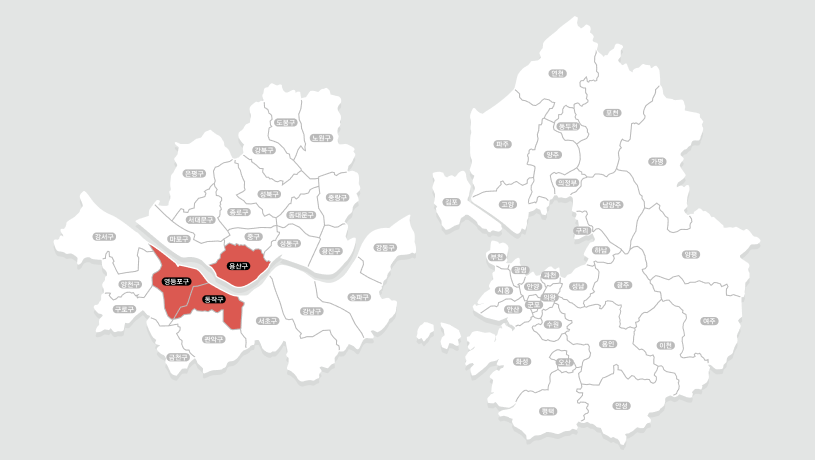 도봉구
노원구
강북구
은평구
성북구
중랑구
종로구
서대문구
동대문구
마포구
중구
성동구
광진구
강동구
강서구
용산구
양천구
영등포구
동작구
송파구
구로구
강남구
서초구
관악구
금천구
연천
포천
동두천
파주
양주
가평
의정부
김포
고양
남양주
구리
하남
부천
양평
광명
과천
시흥
안양
성남
광주
의왕
군포
안산
수원
여주
용인
이천
화성
오산
평택
안성